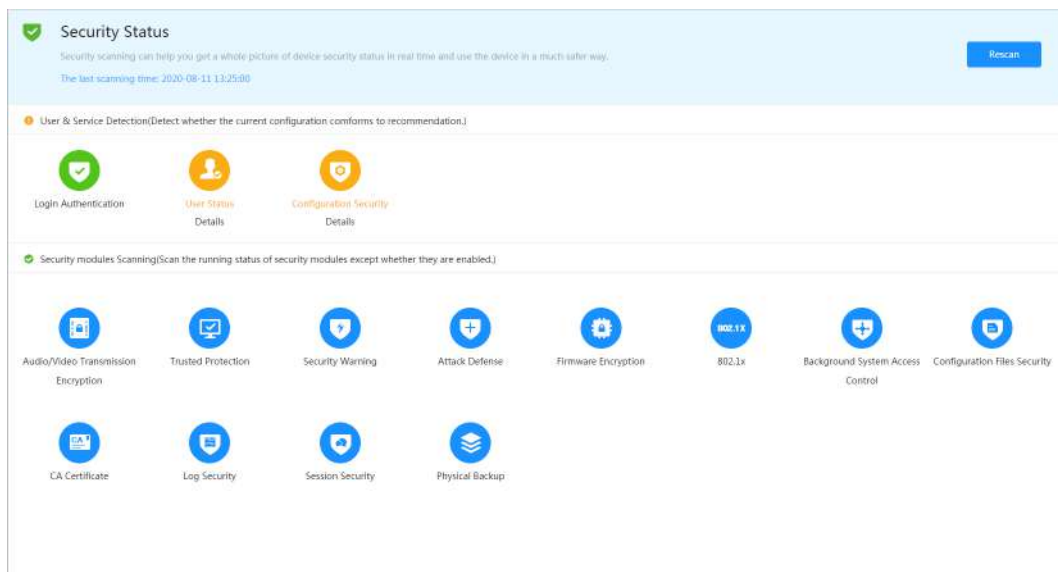 Security Status
Security scanning can help you get a whole picture of device security status in real time and use the device in a much safer way.
Rescan
The last scanning time: 2020-08-11 13:25:00
User & Service Detection(Detect whether the current configuration comforms to recommendation.)
Login Authentication
User Status
Configuration Security
Details
Details
Security modules Scanning(Scan the running status of security modules except whether they are enabled.)
802.1X
Audio/Video Transmission
Encryption
Trusted Protection
Security Warning
Attack Defense
Firmware Encryption
802.1x
Background System Access
Control
Configuration Files Security
CA
CA Certificate
Log Security
Session Security
Physical Backup